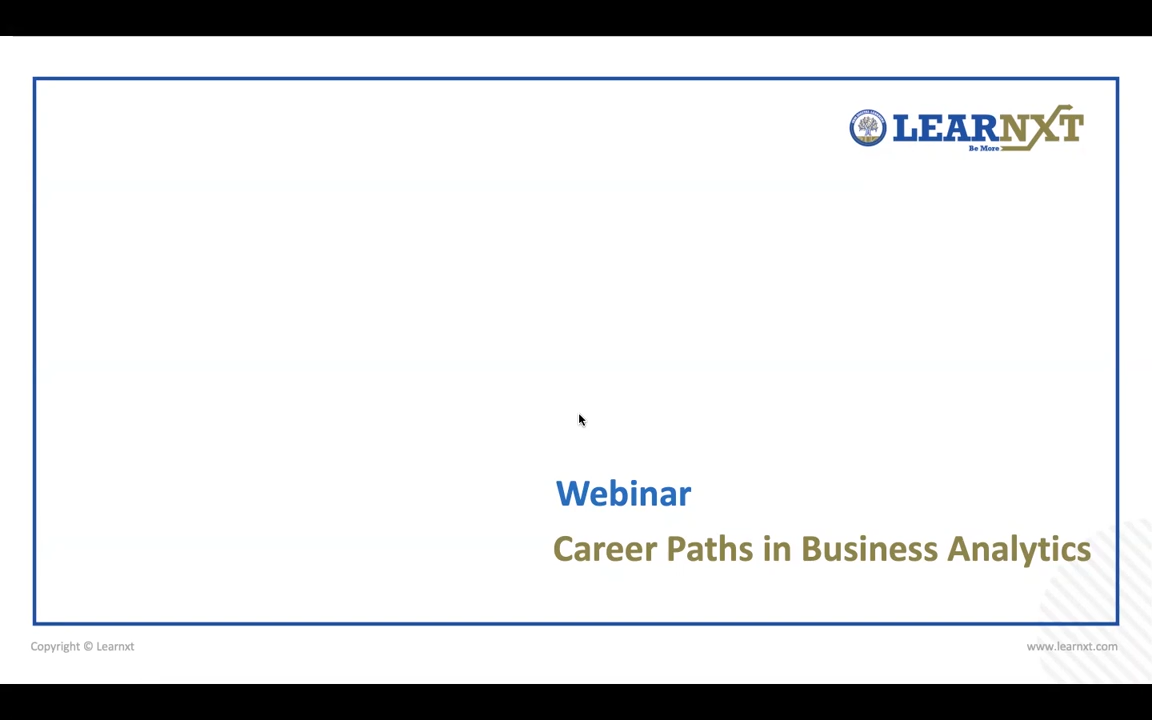 LEARNXT
Be More
Webinar
Career Paths in Business Analytics
Copyright © Learnxt
www.learnxt.com